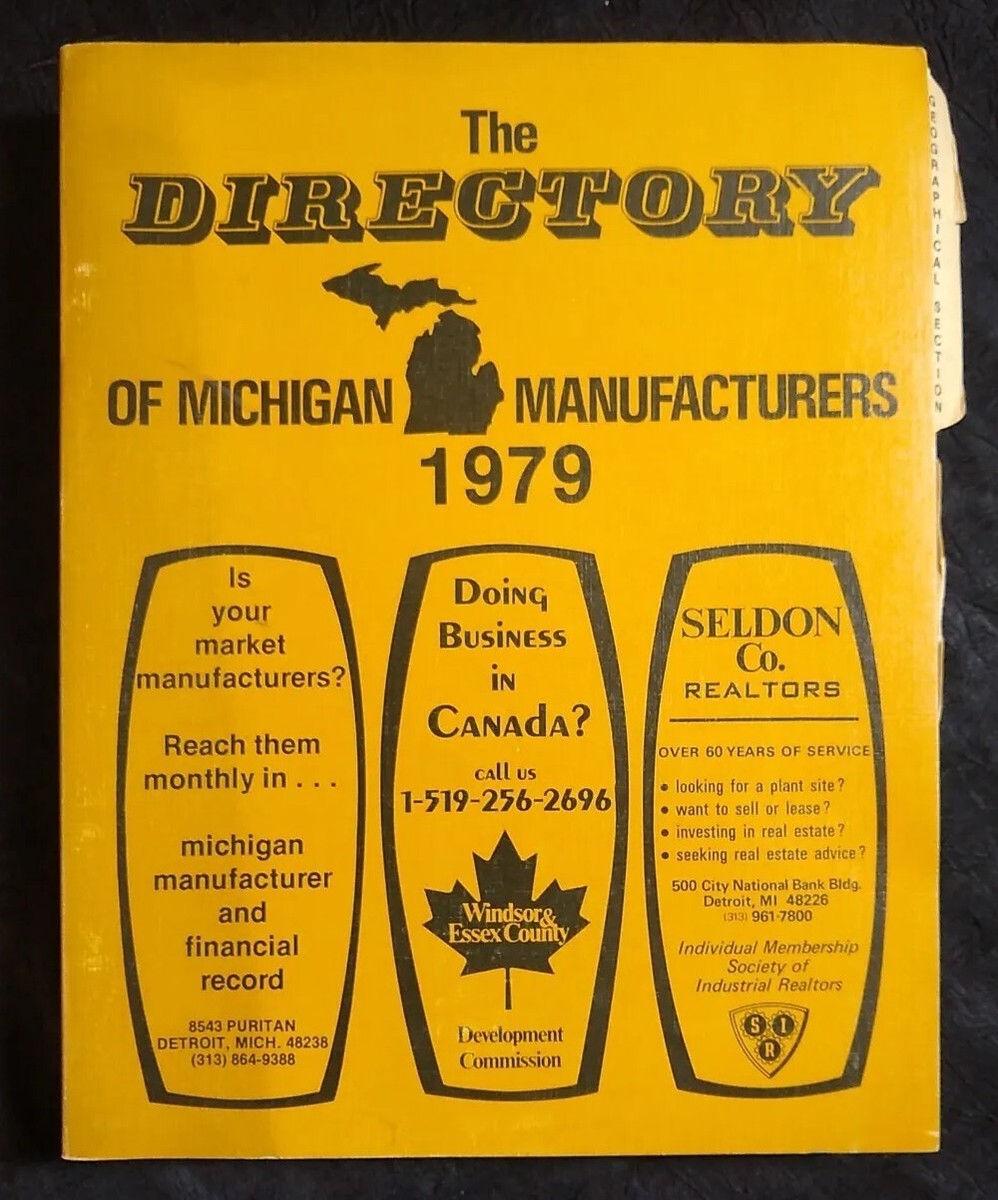 The
DIRECTORY
OF MICHIGAN MANUFACTURERS
1979
Is
your
market
manufacturers?
Reach them
monthly in . . .
michigan
manufacturer
and
financial
record
8543 PURITAN
DETROIT, MICH. 48238
(313) 864-9388
Doing
Business
in
Canada?
call us
1-519-256-2696
Windsor &
Essex County
Development
Commission
SELDON
Co.
REALTORS
OVER 60 YEARS OF SERVICE
• looking for a plant site?
• want to sell or lease?
• investing in real estate?
• seeking real estate advice?
500 City National Bank Bldg.
Detroit, MI 48226
(313) 961-7800
Individual Membership
Society of
Industrial Realtors
S I
R
GEOGRAPHICAL SECTION